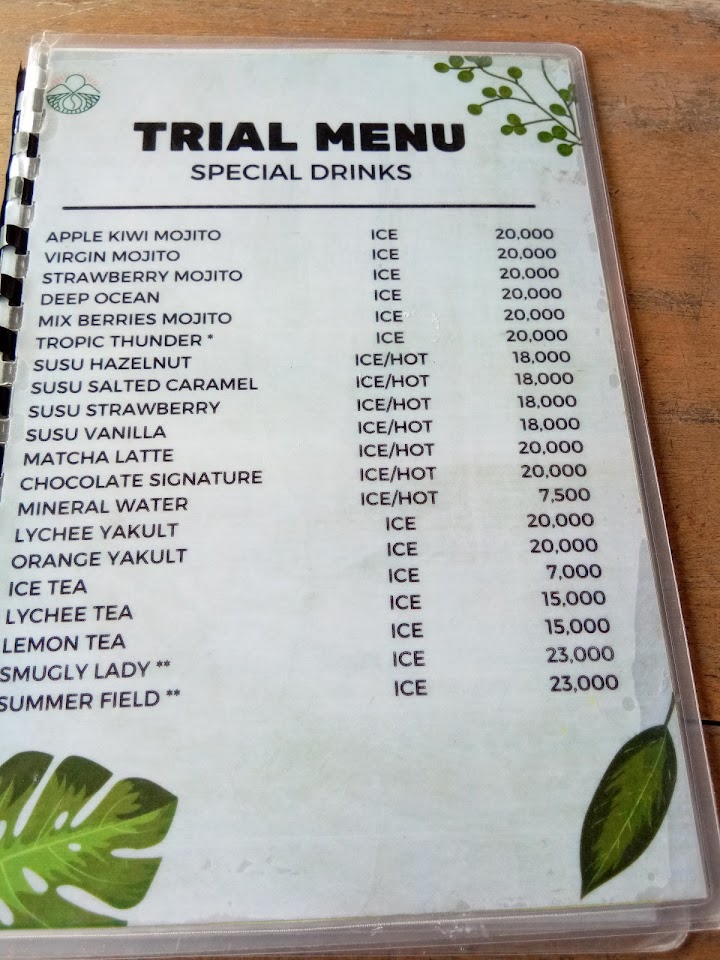 TRIAL MENU
SPECIAL DRINKS
APPLE KIWI MOJITO ICE 20,000
VIRGIN MOJITO ICE 20,000
STRAWBERRY MOJITO ICE 20,000
DEEP OCEAN ICE 20,000
MIX BERRIES MOJITO ICE 20,000
TROPIC THUNDER * ICE 20,000
SUSU HAZELNUT ICE/HOT 18,000
SUSU SALTED CARAMEL ICE/HOT 18,000
SUSU STRAWBERRY ICE/HOT 18,000
SUSU VANILLA ICE/HOT 18,000
MATCHA LATTE ICE/HOT 20,000
CHOCOLATE SIGNATURE ICE/HOT 20,000
MINERAL WATER ICE/HOT 7,500
LYCHEE YAKULT ICE 20,000
ORANGE YAKULT ICE 20,000
ICE TEA ICE 7,000
LYCHEE TEA ICE 15,000
LEMON TEA ICE 15,000
SMUGLY LADY ** ICE 23,000
SUMMER FIELD ** ICE 23,000